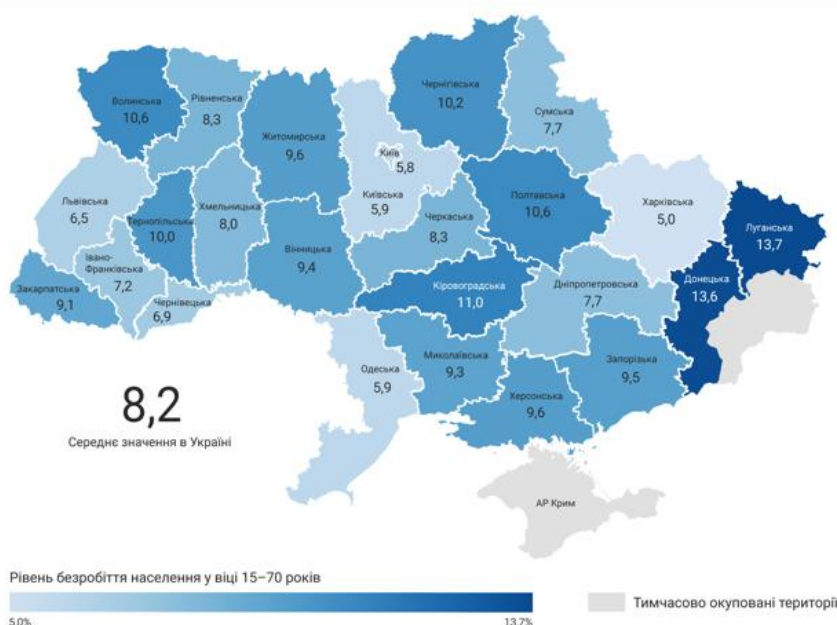 Волинська
10,6
Рівненська
8,3
Житомирська
9,6
Київ
5,8
Київська
5,9
Чернігівська
10,2
Сумська
7,7
Львівська
6,5
Тернопільська
10,0
Хмельницька
8,0
Вінницька
9,4
Черкаська
8,3
Полтавська
10,6
Харківська
5,0
Луганська
13,7
Закарпатська
9,1
Івано-
Франківська
7,2
Чернівецька
6,9
Кіровоградська
11,0
Дніпропетровська
7,7
Донецька
13,6
Одеська
5,9
Миколаївська
9,3
Херсонська
9,6
Запорізька
9,5
АР Крим
8,2
Середнє значення в Україні
Рівень безробіття населення у віці 15–70 років
5.0%
13.7%
Тимчасово окуповані території